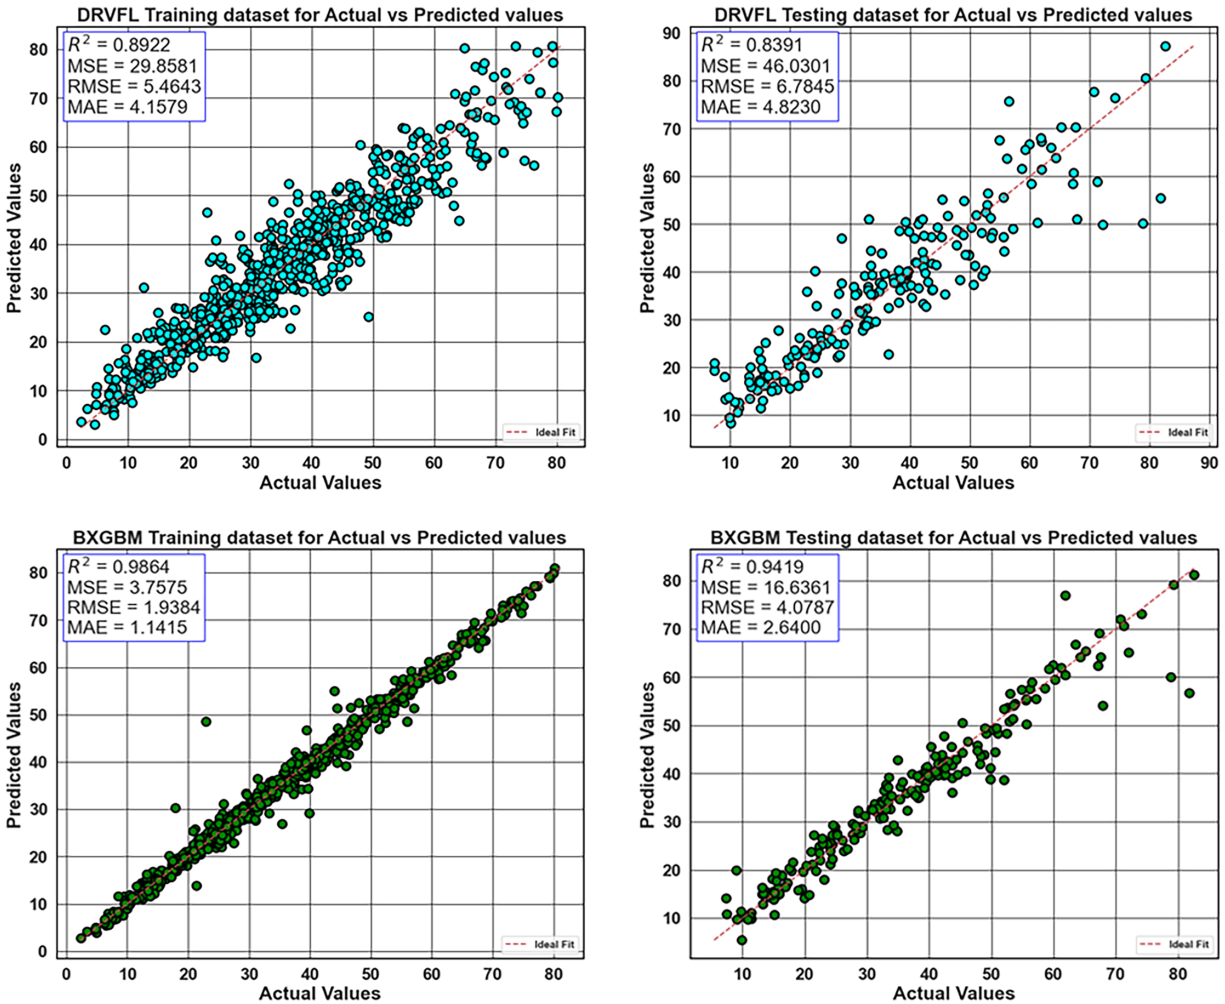 DRVFL Training dataset for Actual vs Predicted values
R² = 0.8922
MSE = 29.8581
RMSE = 5.4643
MAE = 4.1579
80
70
60
50
40
30
20
10
0
Predicted Values
Ideal Fit
0 10 20 30 40 50 60 70 80
Actual Values
DRVFL Testing dataset for Actual vs Predicted values
R² = 0.8391
MSE = 46.0301
RMSE = 6.7845
MAE = 4.8230
90
80
70
60
50
40
30
20
10
Predicted Values
Ideal Fit
10 20 30 40 50 60 70 80 90
Actual Values
BXGBM Training dataset for Actual vs Predicted values
R² = 0.9864
MSE = 3.7575
RMSE = 1.9384
MAE = 1.1415
80
70
60
50
40
30
20
10
0
Predicted Values
Ideal Fit
0 10 20 30 40 50 60 70 80
Actual Values
BXGBM Testing dataset for Actual vs Predicted values
R² = 0.9419
MSE = 16.6361
RMSE = 4.0787
MAE = 2.6400
80
70
60
50
40
30
20
10
Predicted Values
Ideal Fit
10 20 30 40 50 60 70 80
Actual Values